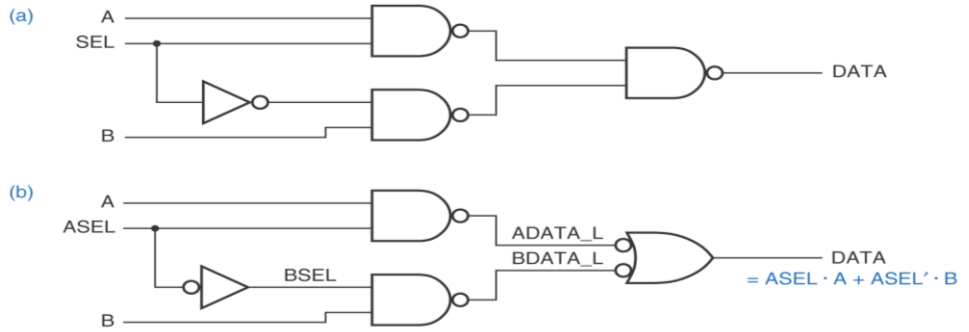 (a)
A
SEL
B
DATA
(b)
A
ASEL
BSEL
B
ADATA_L
BDATA_L
DATA
= ASEL · A + ASEL′ · B